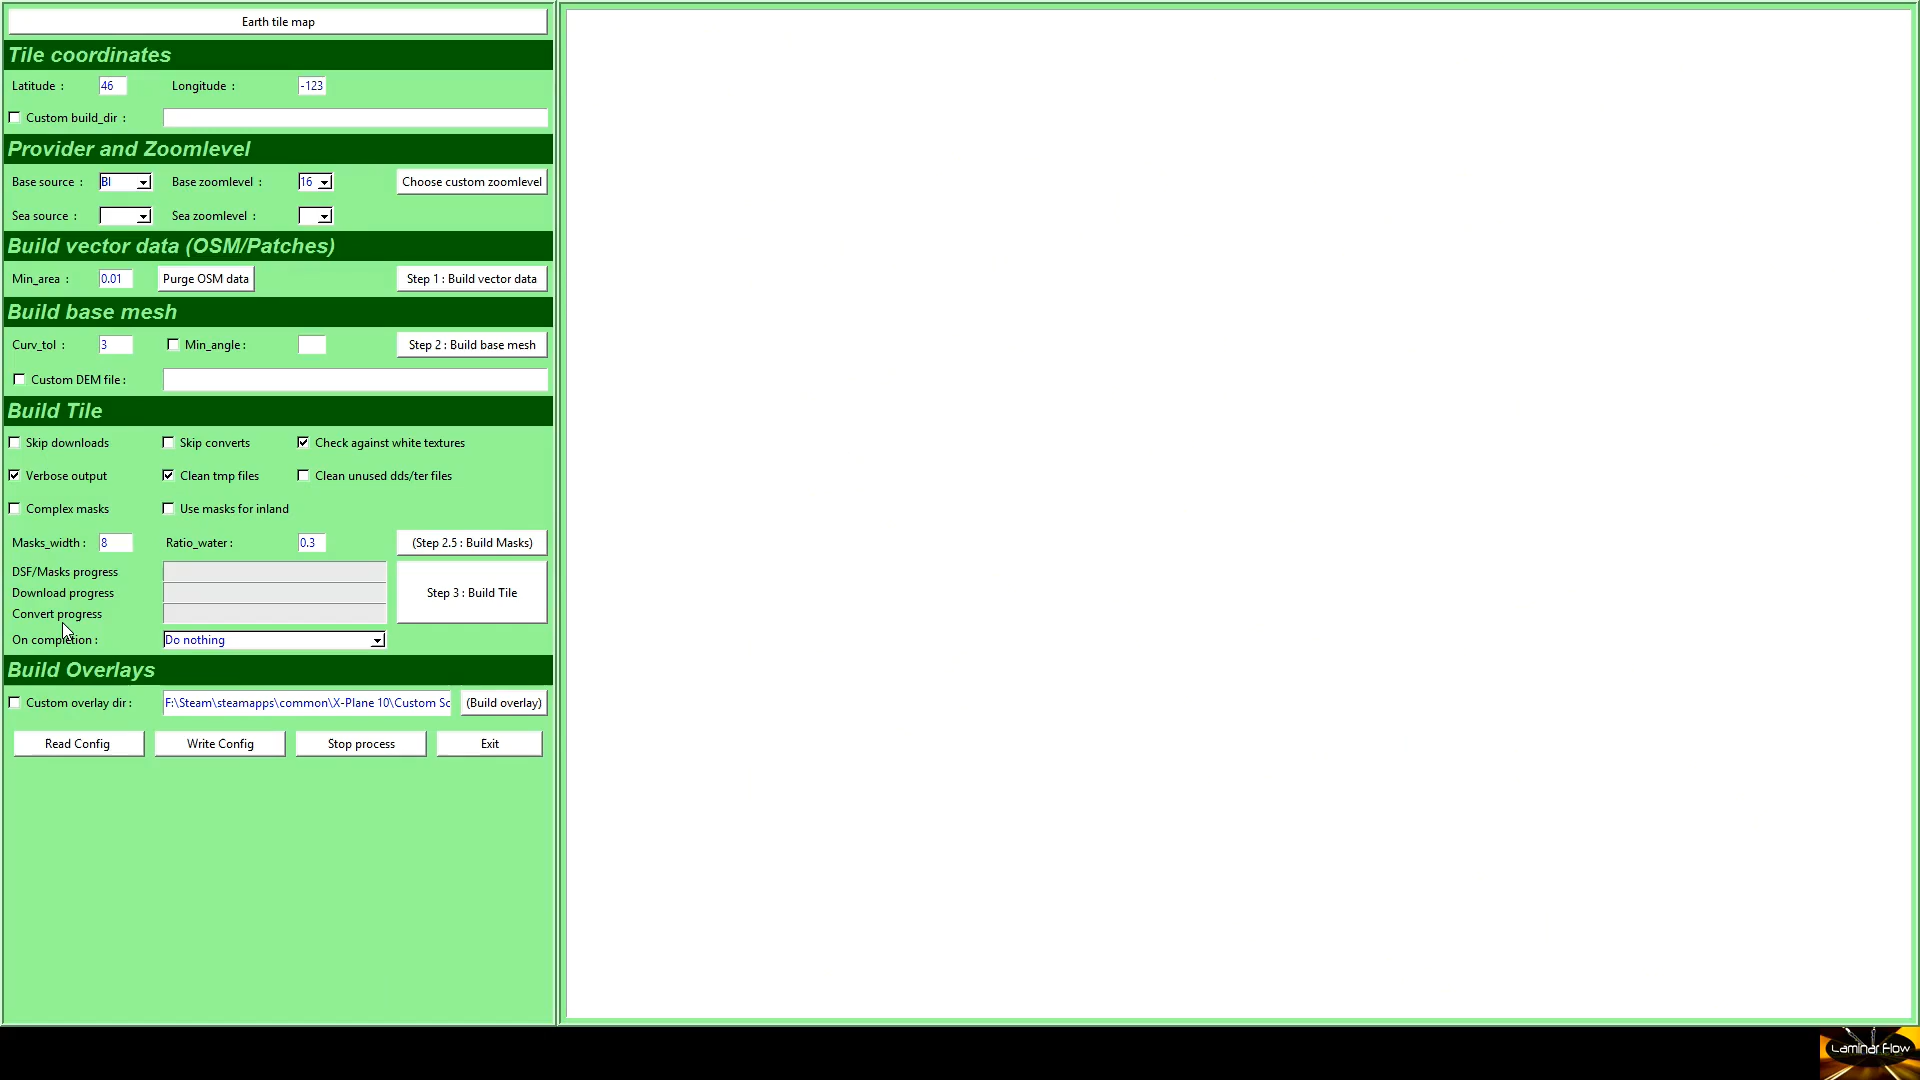 Earth tile map
Tile coordinates
Latitude : 46 Longitude : -123
Custom build_dir :
Provider and Zoomlevel
Base source : BI Base zoomlevel : 16 Choose custom zoomlevel
Sea source : Sea zoomlevel :
Build vector data (OSM/Patches)
Min_area : 0.01 Purge OSM data Step 1 : Build vector data
Build base mesh
Curv_tol : 3 Min_angle : Step 2 : Build base mesh
Custom DEM file :
Build Tile
Skip downloads Skip converts Check against white textures
Verbose output Clean tmp files Clean unused dds/ter files
Complex masks Use masks for inland
Masks_width : 8 Ratio_water : 0.3 (Step 2.5 : Build Masks)
DSF/Masks progress
Download progress Step 3 : Build Tile
Convert progress
On completion : Do nothing
Build Overlays
Custom overlay dir : F:\Steam\steamapps\common\X-Plane 10\Custom Sc (Build overlay)
Read Config Write Config Stop process Exit
Laminar Flow